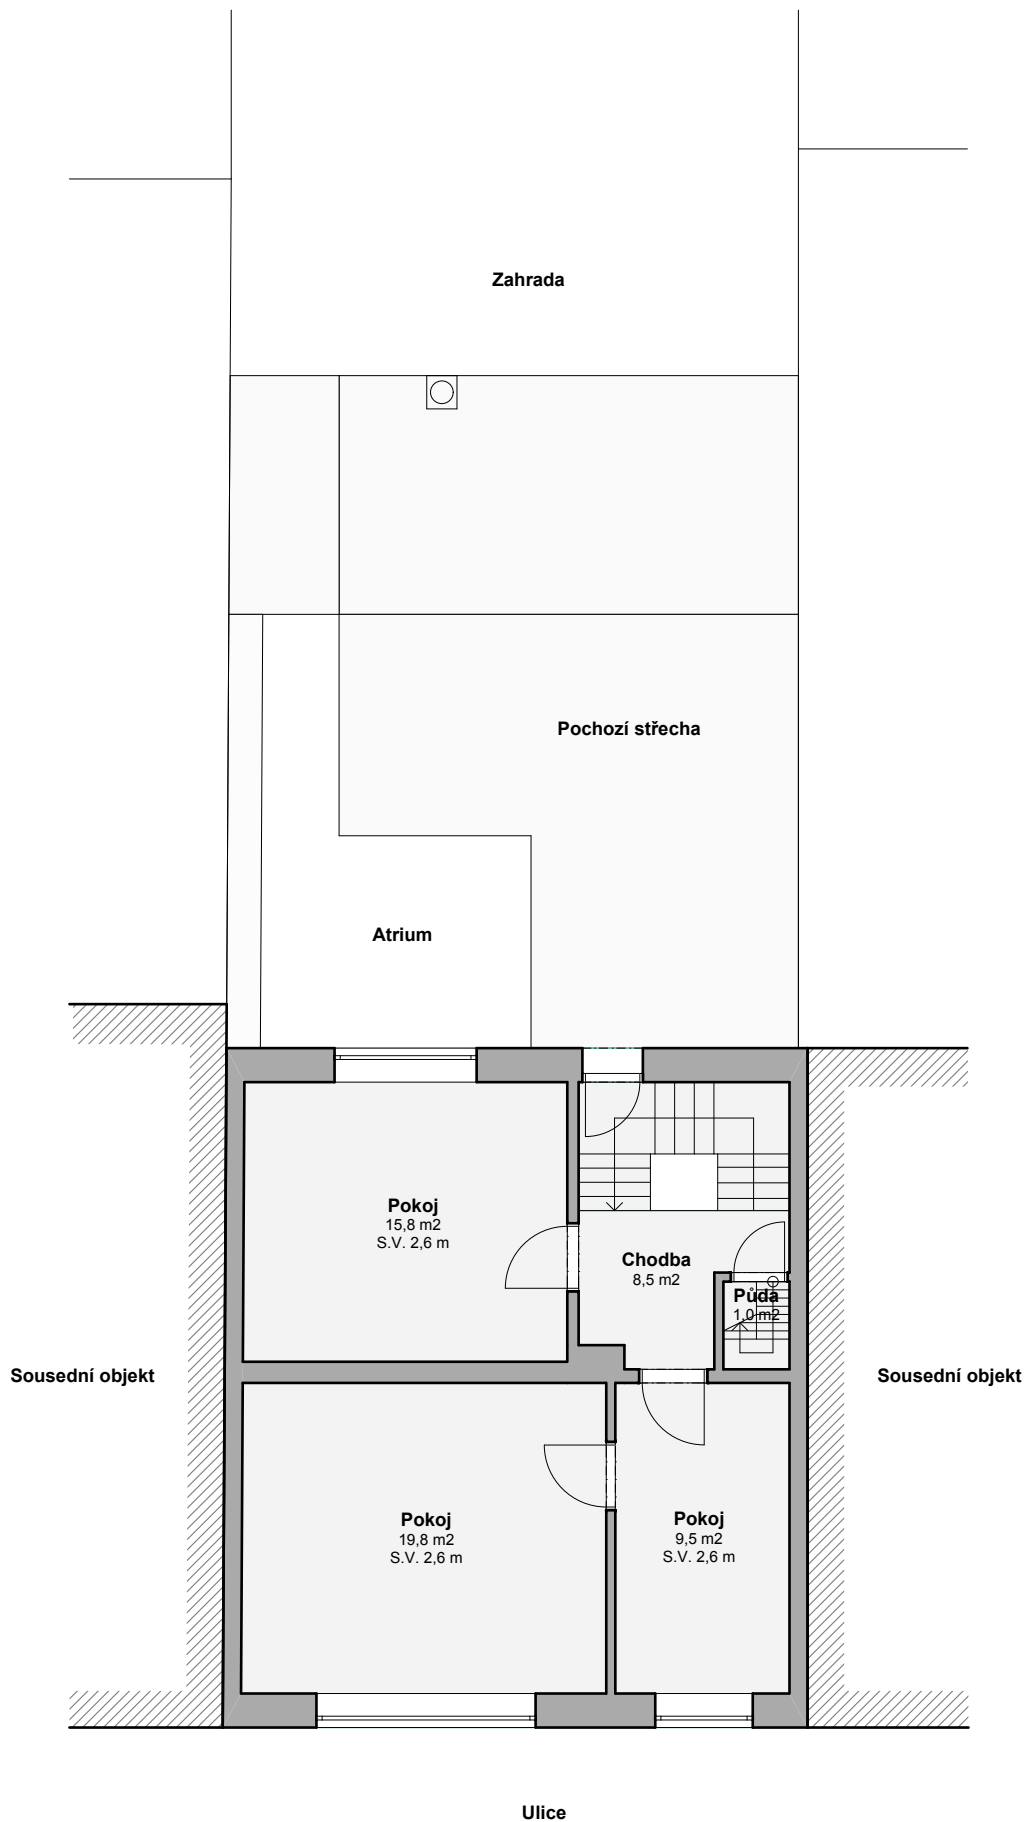 Zahrada
Pochozí střecha
Atrium
Pokoj
15,8 m2
S.V. 2,6 m
Chodba
8,5 m2
Půda
1,0 m2
Sousední objekt
Sousední objekt
Pokoj
19,8 m2
S.V. 2,6 m
Pokoj
9,5 m2
S.V. 2,6 m
Ulice